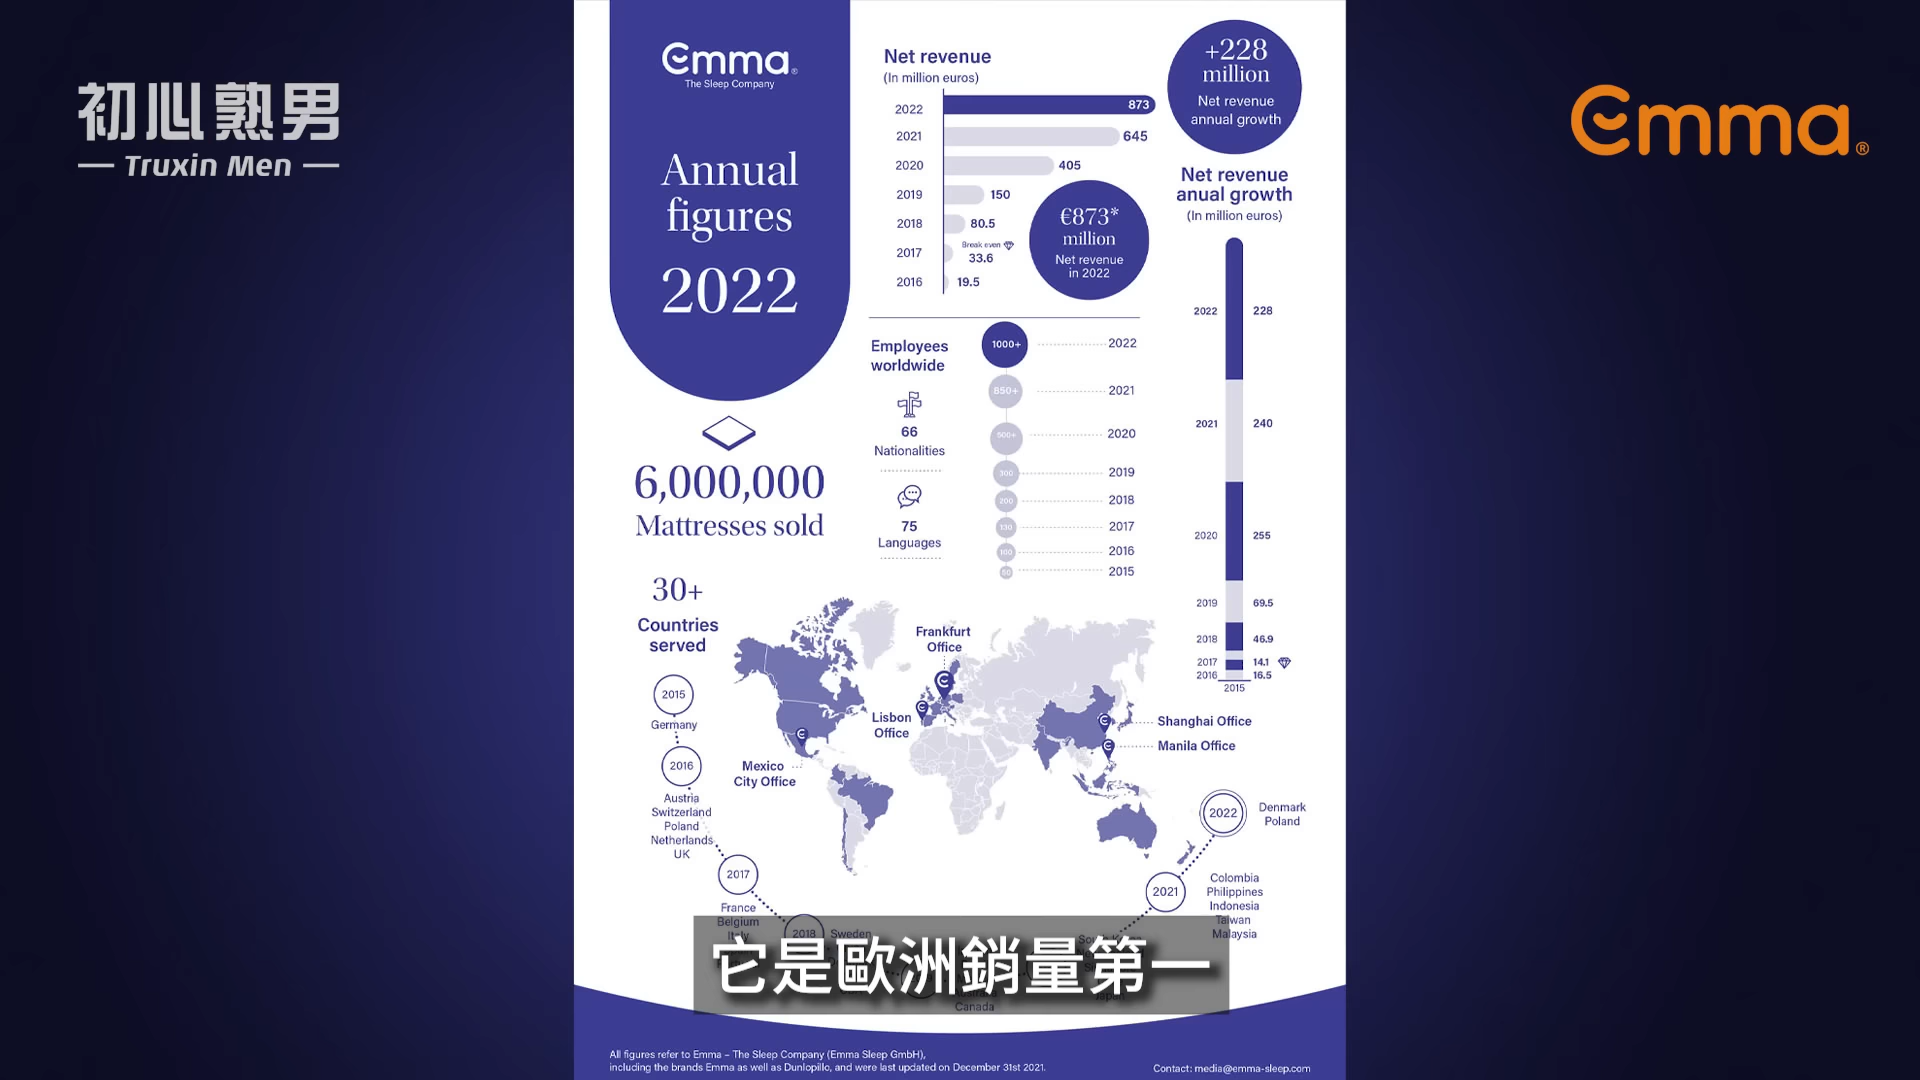 初心熟男
Truxin Men
emma®
emma®
The Sleep Company
Annual
figures
2022
Net revenue
(In million euros)
2022 873
2021 645
2020 405
2019 150
2018 80.5
Break even
2017 33.6
2016 19.5
€873*
million
Net revenue
in 2022
+228
million
Net revenue
annual growth
Net revenue
anual growth
(In million euros)
2022 228
2021 240
2020 255
2019 69.5
2018 46.9
2017 14.1
2016 16.5
2015
Employees
worldwide
66
Nationalities
75
Languages
1000+ 2022
850+ 2021
500+ 2020
300 2019
200 2018
130 2017
100 2016
50 2015
6,000,000
Mattresses sold
30+
Countries
served
Frankfurt
Office
Lisbon
Office
Mexico
City Office
Shanghai Office
Manila Office
2015
Germany
2016
Austria
Switzerland
Poland
Netherlands
UK
2017
France
Belgium
Italy
2018
Sweden
Canada
2021
Colombia
Philippines
Indonesia
Taiwan
Malaysia
2022
Denmark
Poland
它是歐洲銷量第一
All figures refer to Emma – The Sleep Company (Emma Sleep GmbH),
including the brands Emma as well as Dunlopillo, and were last updated on December 31st 2021.
Contact: media@emma-sleep.com